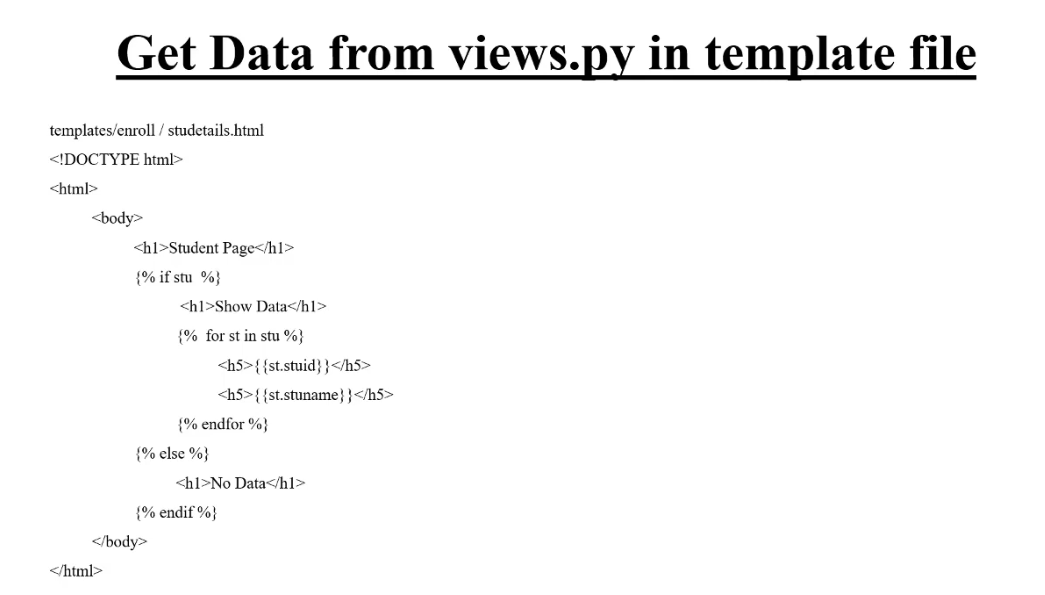 Get Data from views.py in template file
templates/enroll / studetails.html
<!DOCTYPE html>
<html>
<body>
<h1>Student Page</h1>
{% if stu  %}
<h1>Show Data</h1>
{%  for st in stu %}
<h5>{{st.stuid}}</h5>
<h5>{{st.stuname}}</h5>
{% endfor %}
{% else %}
<h1>No Data</h1>
{% endif %}
</body>
</html>